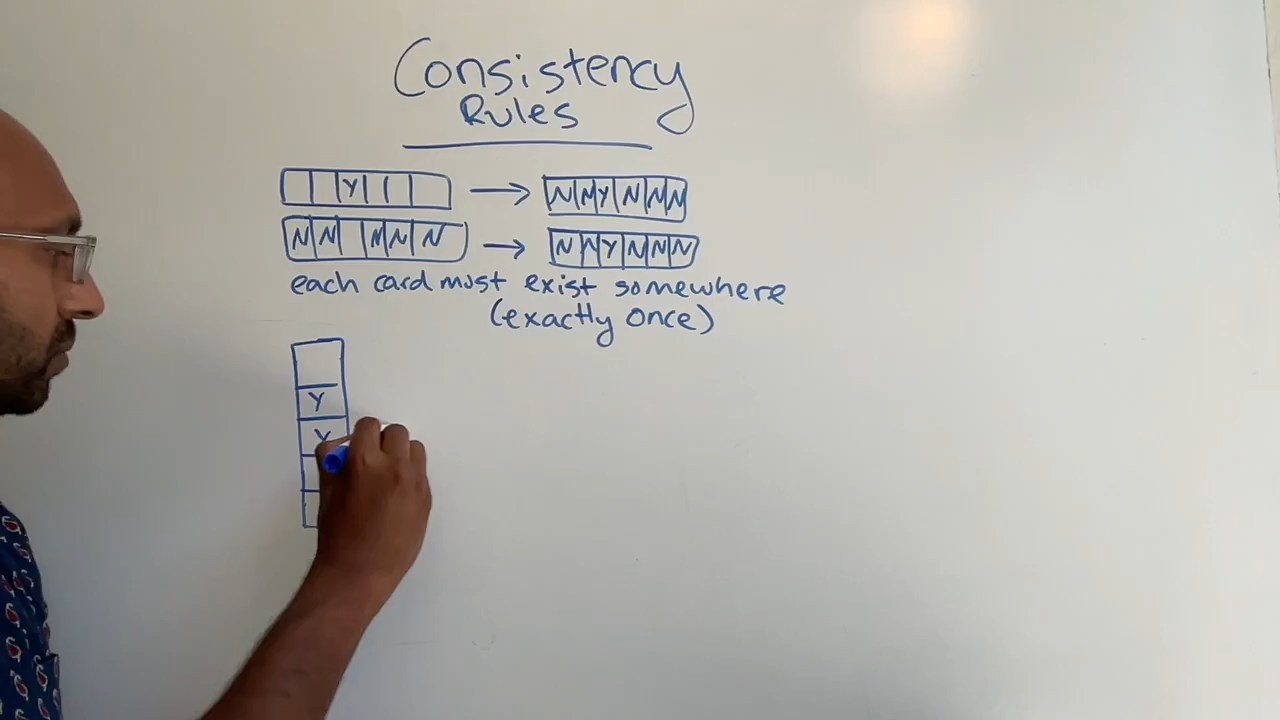 Consistency
Rules
Y → N N Y N N N
N N N N N → N N Y N N N
each card must exist somewhere
(exactly once)
Y
Y